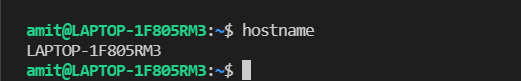 amit@LAPTOP-1F805RM3:~$ hostname
LAPTOP-1F805RM3
amit@LAPTOP-1F805RM3:~$